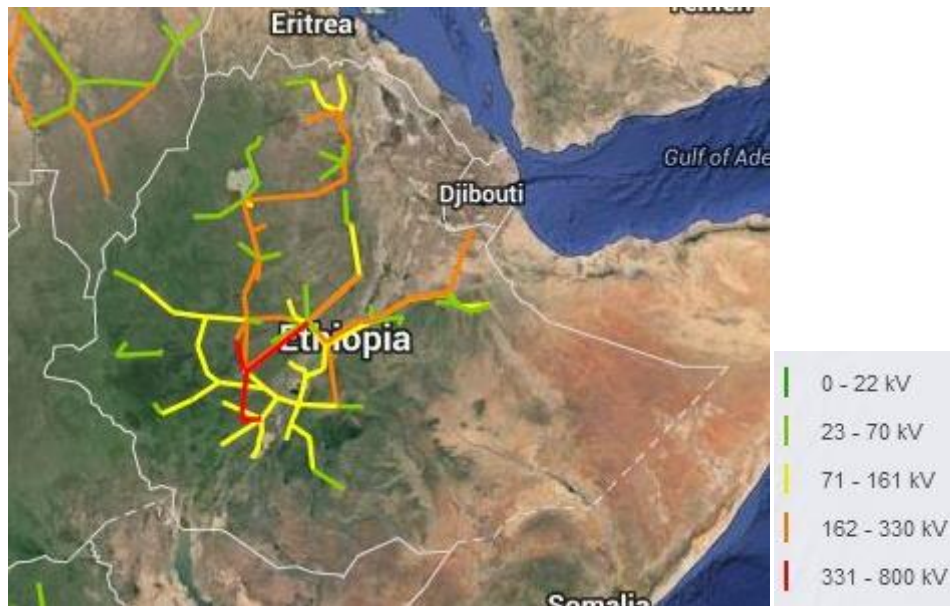 Eritrea
Yemen
Gulf of Ade
Djibouti
Ethiopia
Somalia
0 - 22 kV
23 - 70 kV
71 - 161 kV
162 - 330 kV
331 - 800 kV